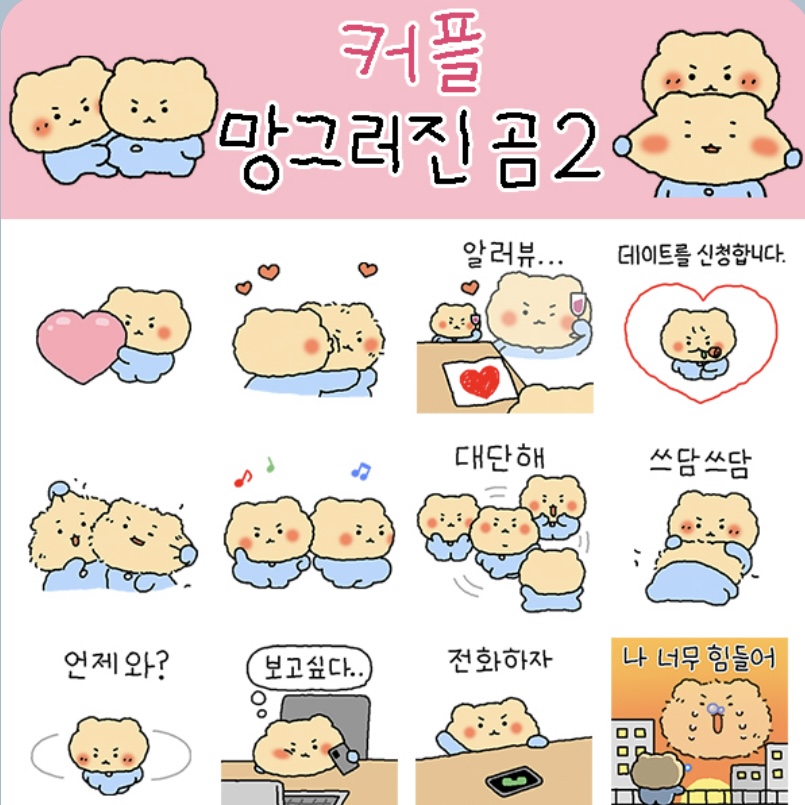 커플
망그러진 곰2
알러뷰...
데이트를 신청합니다.
대단해
쓰담쓰담
언제 와?
보고싶다..
전화하자
나 너무 힘들어